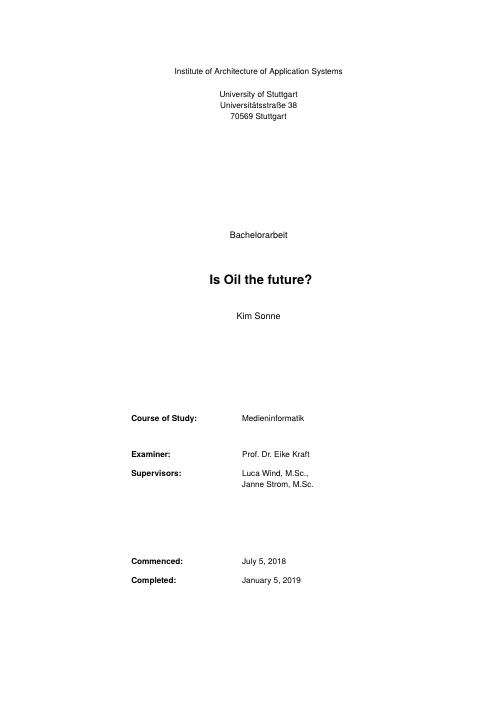 Institute of Architecture of Application Systems
University of Stuttgart
Universitätsstraße 38
70569 Stuttgart
Bachelorarbeit
Is Oil the future?
Kim Sonne
Course of Study: Medieninformatik
Examiner: Prof. Dr. Eike Kraft
Supervisors: Luca Wind, M.Sc.,
Janne Strom, M.Sc.
Commenced: July 5, 2018
Completed: January 5, 2019